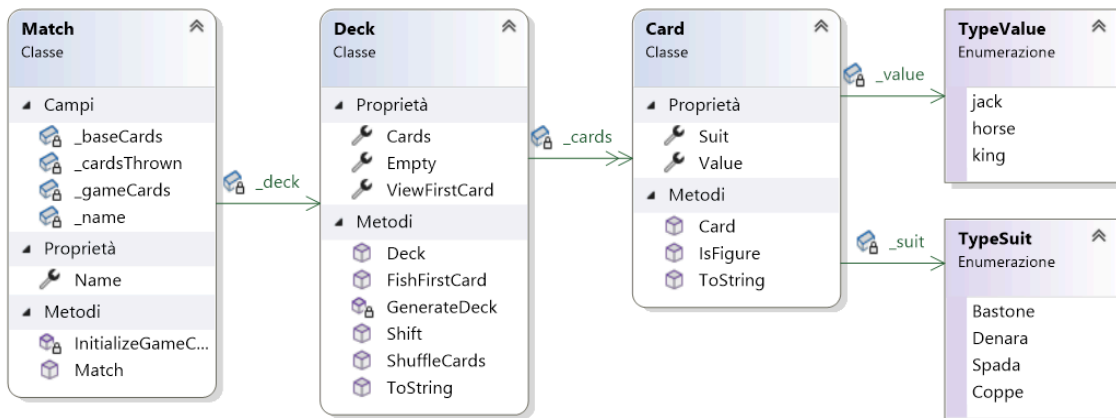 Match
Classe
Campi
_baseCards
_cardsThrown
_gameCards
_name
Proprietà
Name
Metodi
InitializeGameC...
Match
_deck
Deck
Classe
Proprietà
Cards
Empty
ViewFirstCard
Metodi
Deck
FishFirstCard
GenerateDeck
Shift
ShuffleCards
ToString
_cards
Card
Classe
Proprietà
Suit
Value
Metodi
Card
IsFigure
ToString
_value
TypeValue
Enumerazione
jack
horse
king
_suit
TypeSuit
Enumerazione
Bastone
Denara
Spada
Coppe